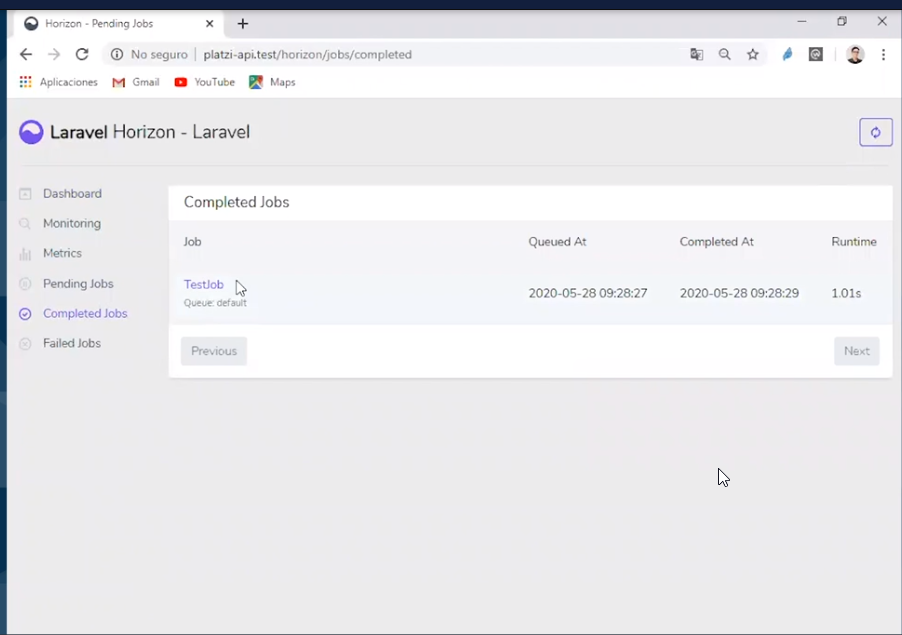 Horizon - Pending Jobs
No seguro | platzi-api.test/horizon/jobs/completed
Aplicaciones Gmail YouTube Maps
Laravel Horizon - Laravel
Dashboard
Monitoring
Metrics
Pending Jobs
Completed Jobs
Failed Jobs
Completed Jobs
Job Queued At Completed At Runtime
TestJob
Queue: default
2020-05-28 09:28:27 2020-05-28 09:28:29 1.01s
Previous Next